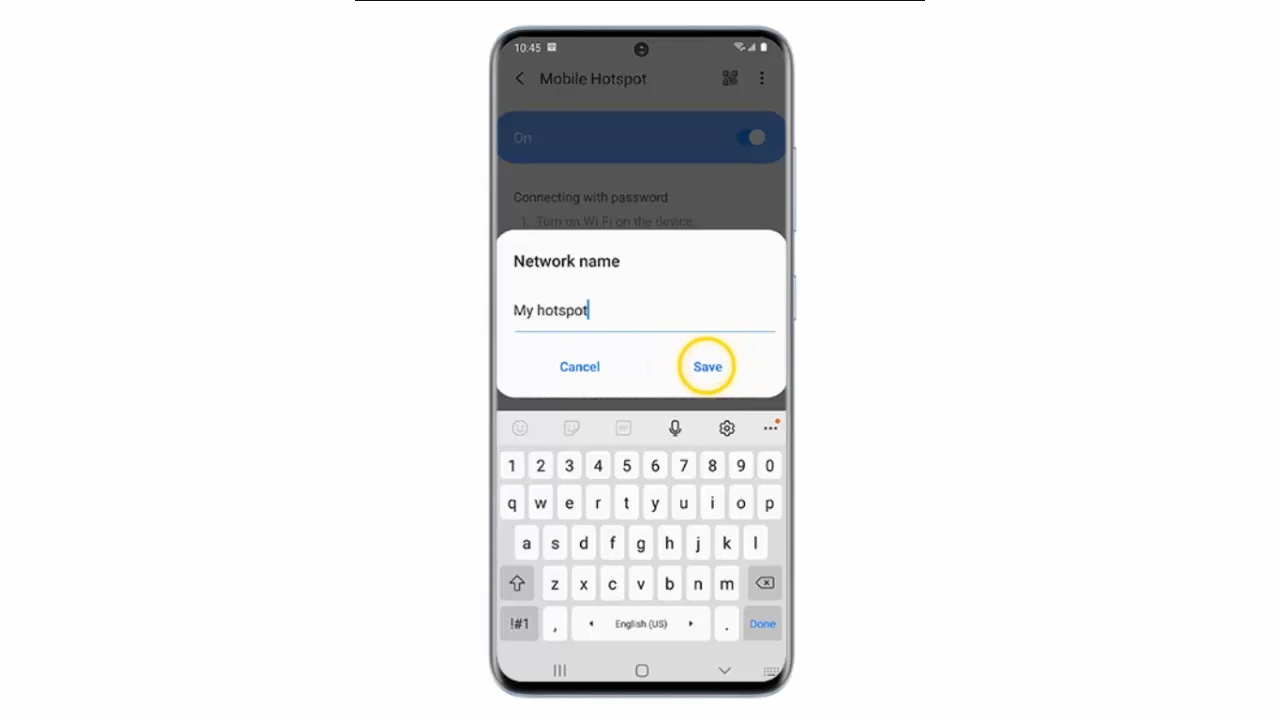 10:45
Mobile Hotspot
On
Connecting with password
1. Turn on Wi Fi on the device
Network name
My hotspot
Cancel Save
1 2 3 4 5 6 7 8 9 0
q w e r t y u i o p
a s d f g h j k l
z x c v b n m
!#1 , English (US) . Done